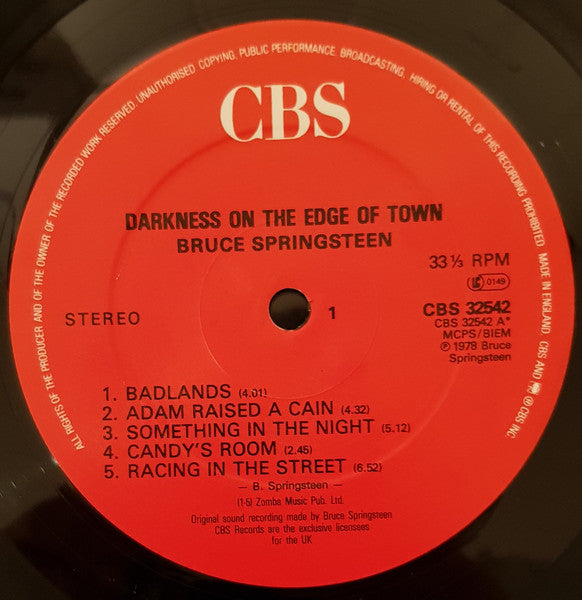 ALL RIGHTS OF THE PRODUCER AND OF THE OWNER OF THE RECORDED WORK RESERVED. UNAUTHORISED COPYING, PUBLIC PERFORMANCE, BROADCASTING, HIRING OR RENTAL OF THIS RECORDING PROHIBITED. MADE IN ENGLAND. CBS AND ® CBS INC.
CBS
DARKNESS ON THE EDGE OF TOWN
BRUCE SPRINGSTEEN
33⅓ RPM
LC 0149
STEREO
1
CBS 32542
CBS 32542 A*
MCPS/BIEM
℗ 1978 Bruce
Springsteen
1. BADLANDS (4.01)
2. ADAM RAISED A CAIN (4.32)
3. SOMETHING IN THE NIGHT (5.12)
4. CANDY'S ROOM (2.45)
5. RACING IN THE STREET (6.52)
— B. Springsteen —
(1-5) Zomba Music Pub. Ltd.
Original sound recording made by Bruce Springsteen
CBS Records are the exclusive licensees
for the UK